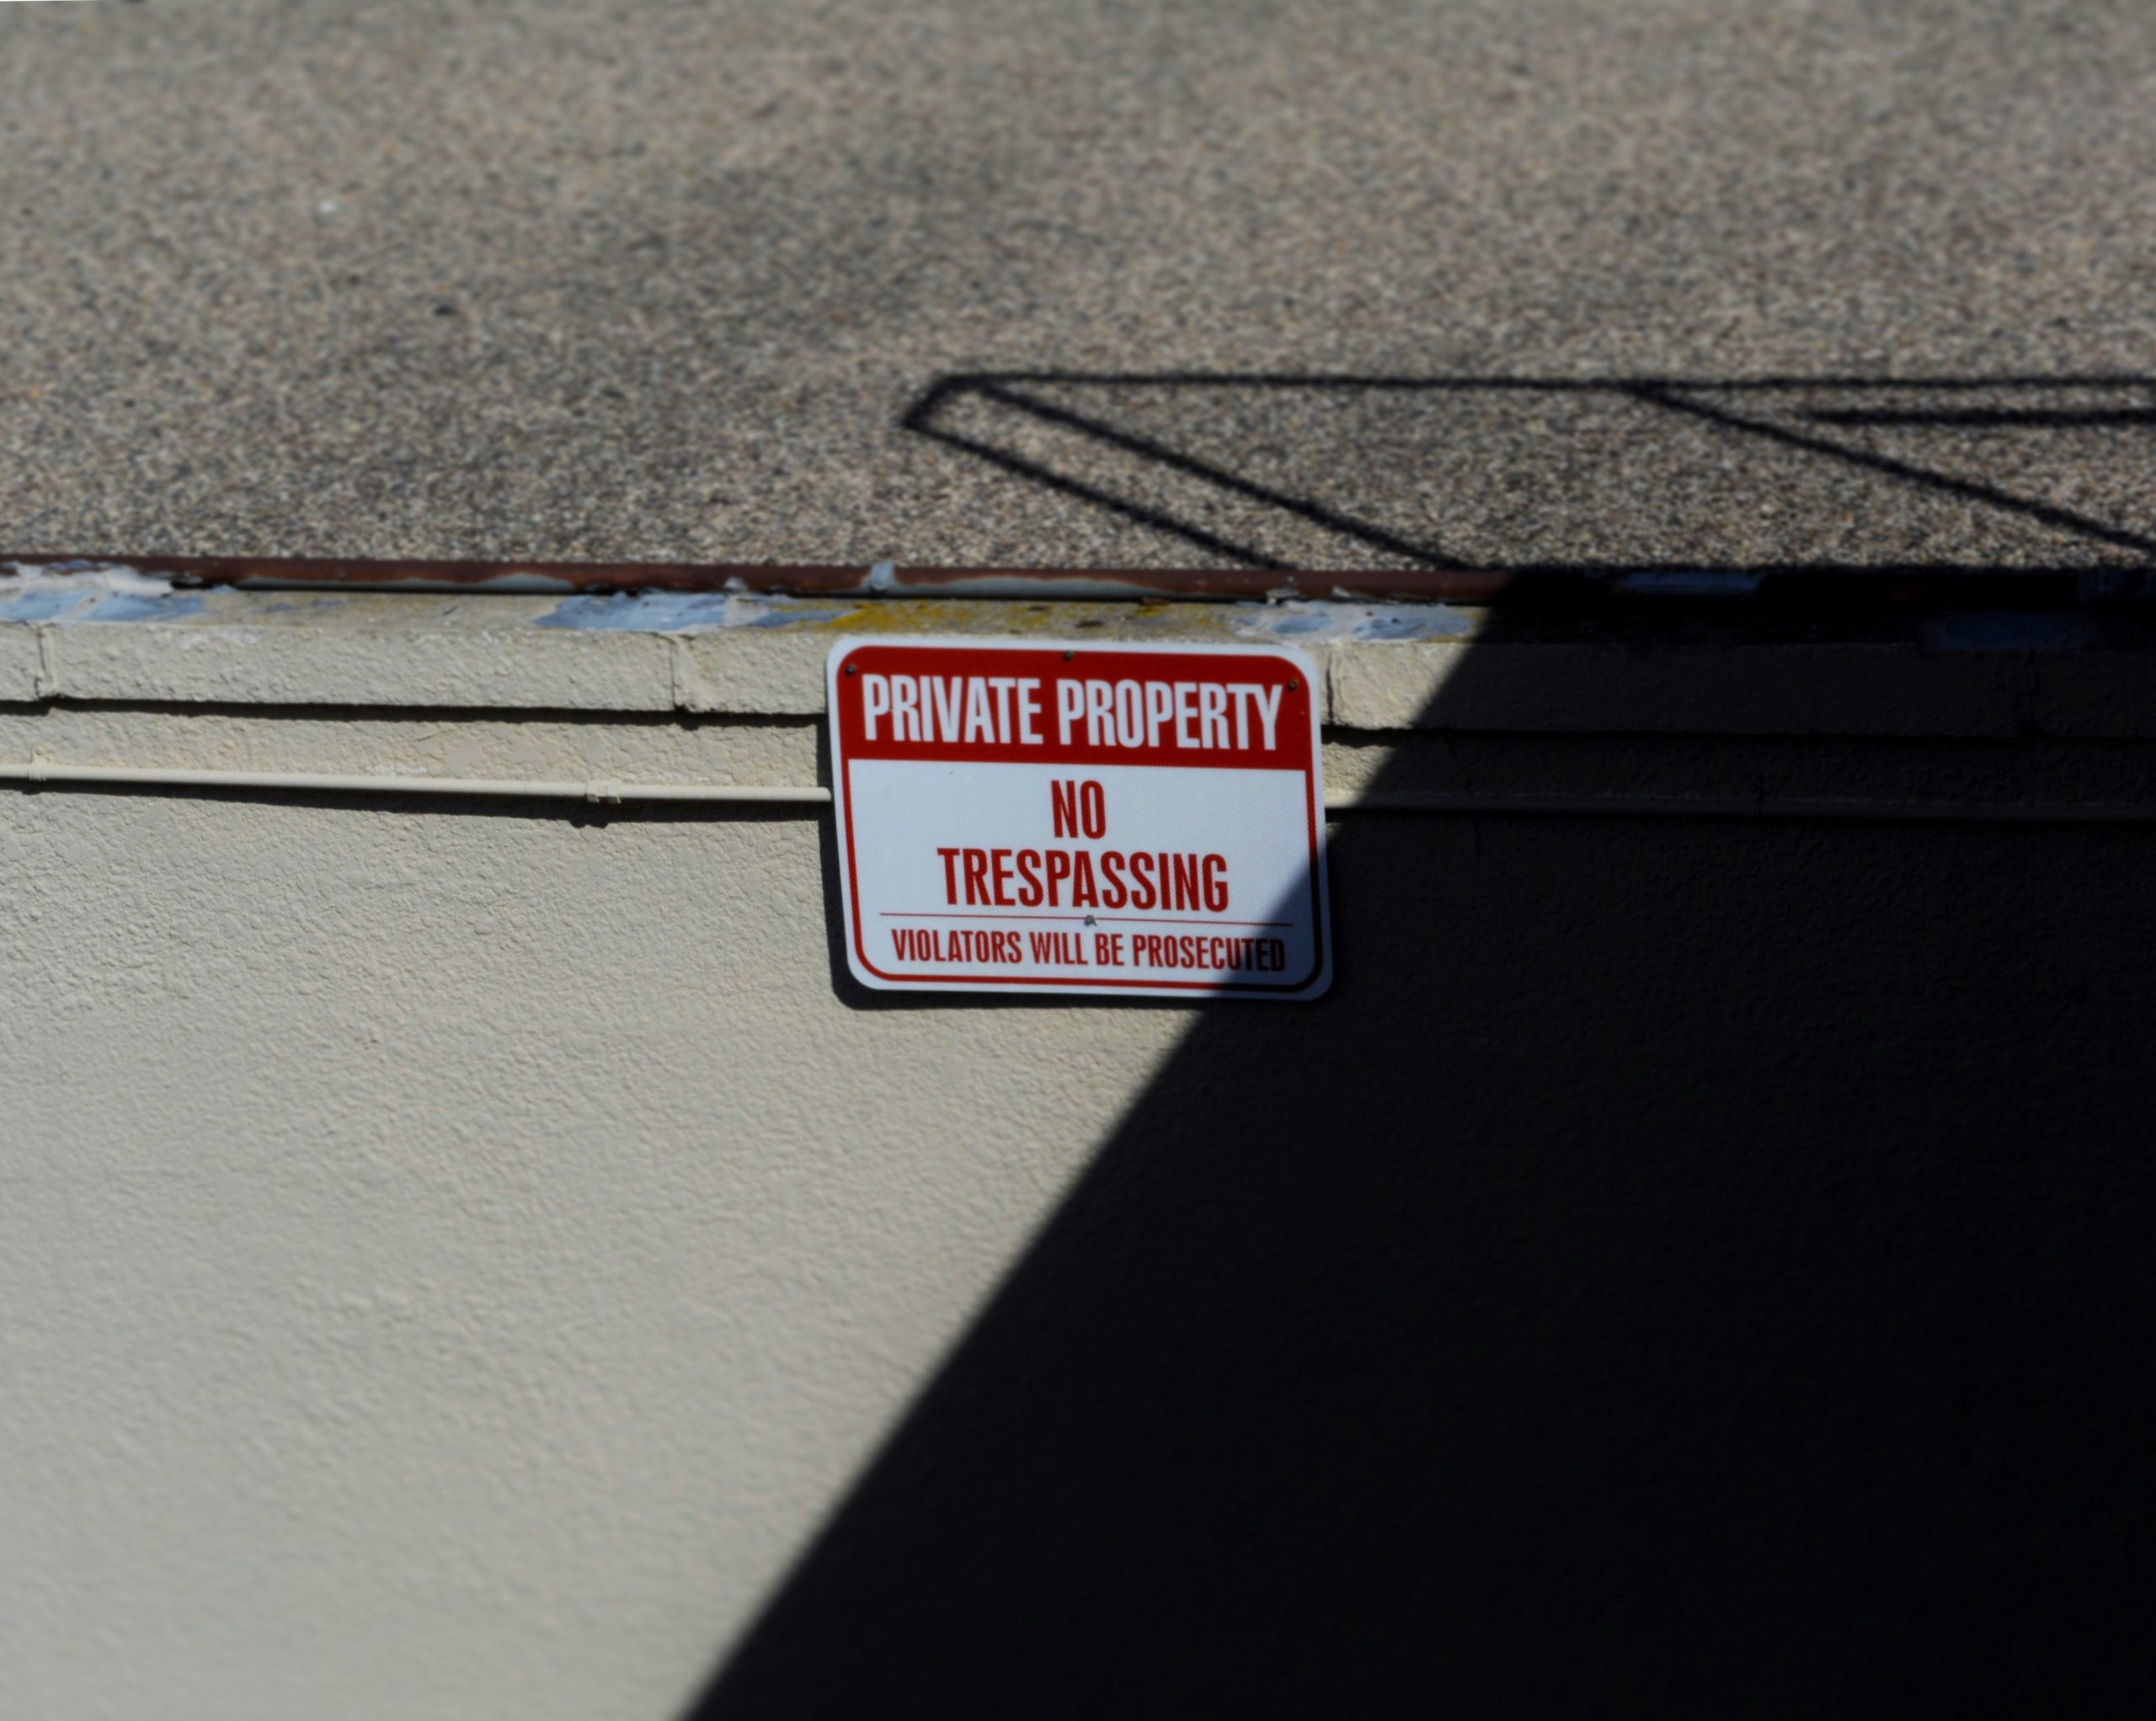 PRIVATE PROPERTY
NO
TRESPASSING
VIOLATORS WILL BE PROSECUTED